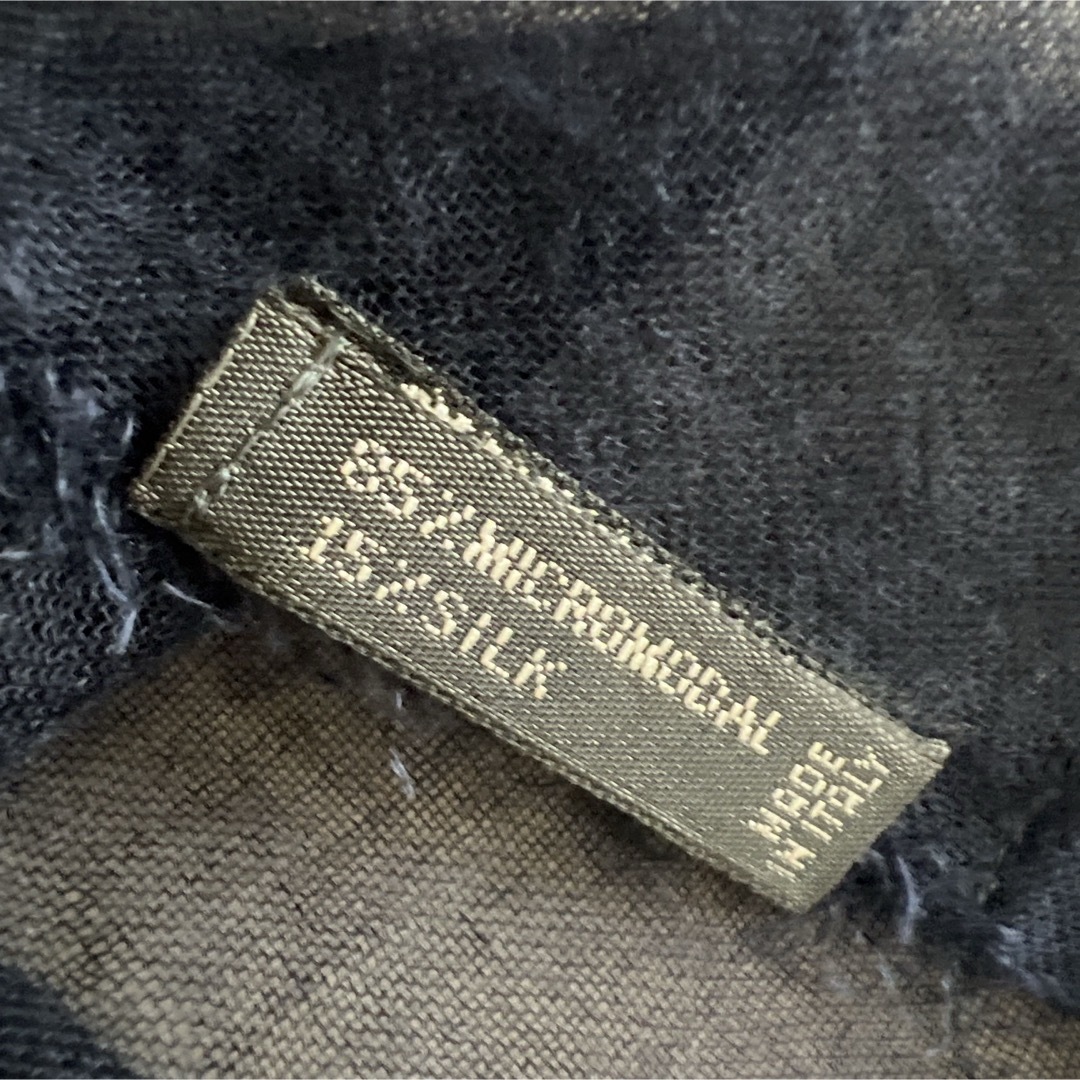 85% MICROMODAL
15% SILK
MADE
IN ITALY